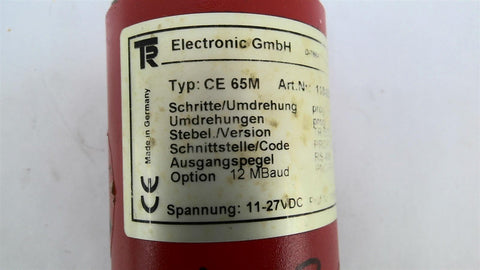 TR Electronic GmbH
Typ: CE 65M Art.Nr:
Schritte/Umdrehung
Umdrehungen
Stebel./Version
Schnittstelle/Code
Ausgangspegel
Option 12 MBaud
Spannung: 11-27VDC
Made in Germany
CE